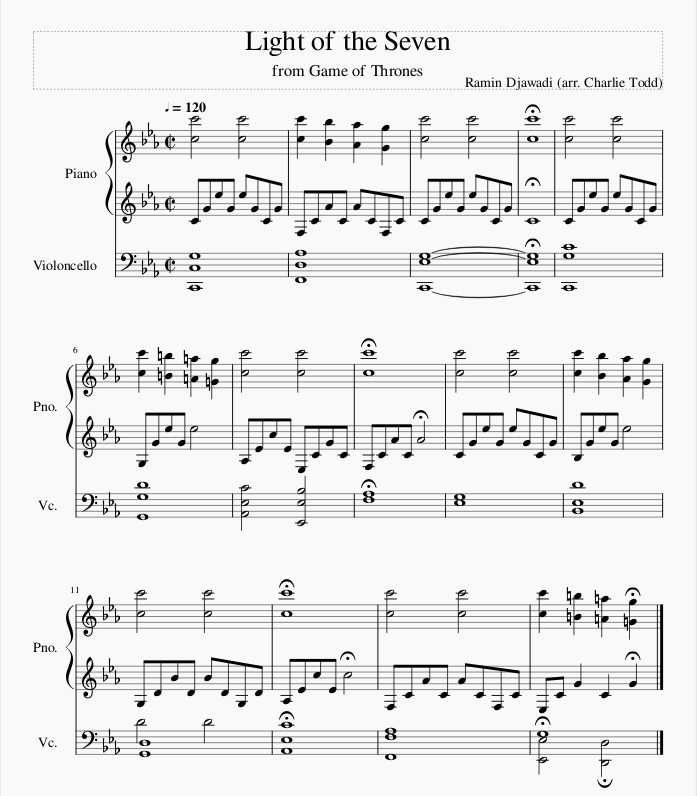 Light of the Seven
from Game of Thrones
Ramin Djawadi (arr. Charlie Todd)
♩ = 120
Piano
Violoncello
6
Pno.
Vc.
11
Pno.
Vc.